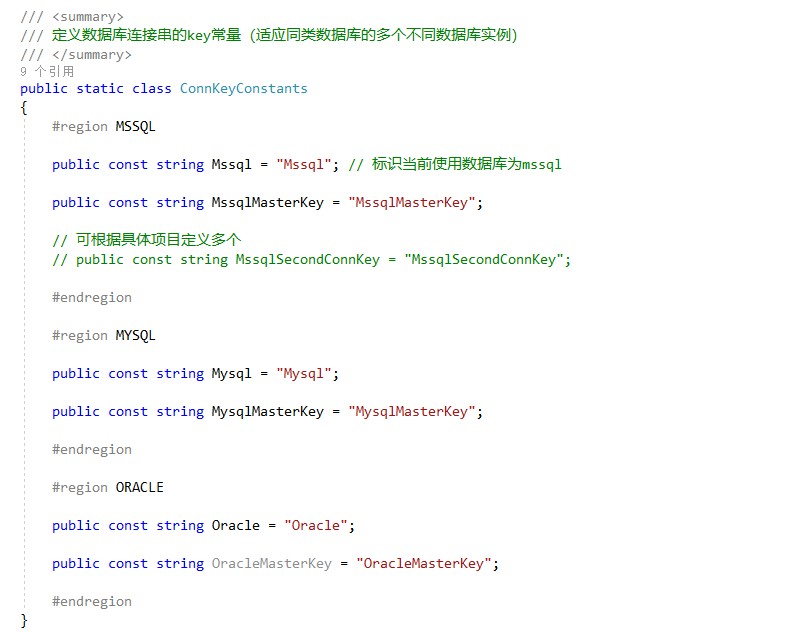 /// <summary>
/// 定义数据库连接串的key常量（适应同类数据库的多个不同数据库实例）
/// </summary>
9 个引用
public static class ConnKeyConstants
{
#region MSSQL
public const string Mssql = "Mssql"; // 标识当前使用数据库为mssql
public const string MssqlMasterKey = "MssqlMasterKey";
// 可根据具体项目定义多个
// public const string MssqlSecondConnKey = "MssqlSecondConnKey";
#endregion
#region MYSQL
public const string Mysql = "Mysql";
public const string MysqlMasterKey = "MysqlMasterKey";
#endregion
#region ORACLE
public const string Oracle = "Oracle";
public const string OracleMasterKey = "OracleMasterKey";
#endregion
}